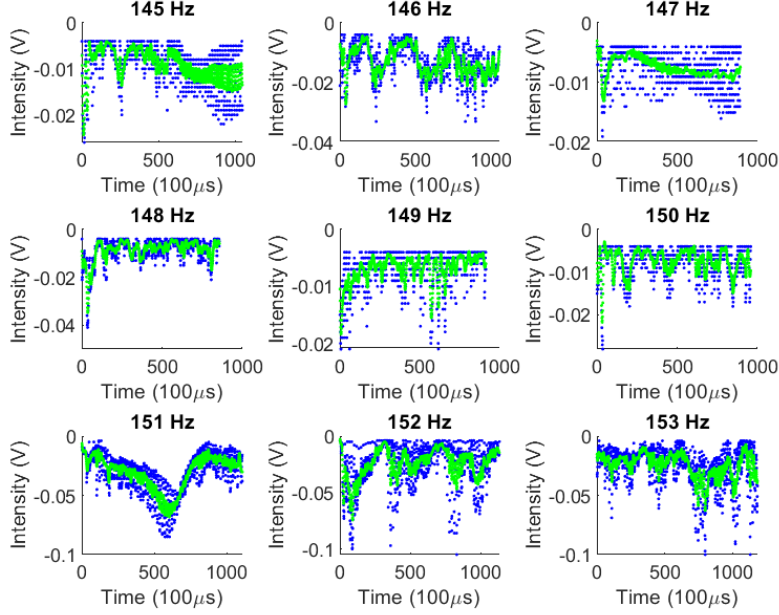 145 Hz 146 Hz 147 Hz
0 0 0
-0.01 -0.02 -0.01
-0.02 -0.04 -0.02
Intensity (V) Intensity (V) Intensity (V)
0 500 1000 0 500 1000 0 500 1000
Time (100μs) Time (100μs) Time (100μs)
148 Hz 149 Hz 150 Hz
0 0 0
-0.02 -0.01 -0.01
-0.04 -0.02 -0.02
Intensity (V) Intensity (V) Intensity (V)
0 500 1000 0 500 1000 0 500 1000
Time (100μs) Time (100μs) Time (100μs)
151 Hz 152 Hz 153 Hz
0 0 0
-0.05 -0.05 -0.05
-0.1 -0.1 -0.1
Intensity (V) Intensity (V) Intensity (V)
0 500 1000 0 500 1000 0 500 1000
Time (100μs) Time (100μs) Time (100μs)